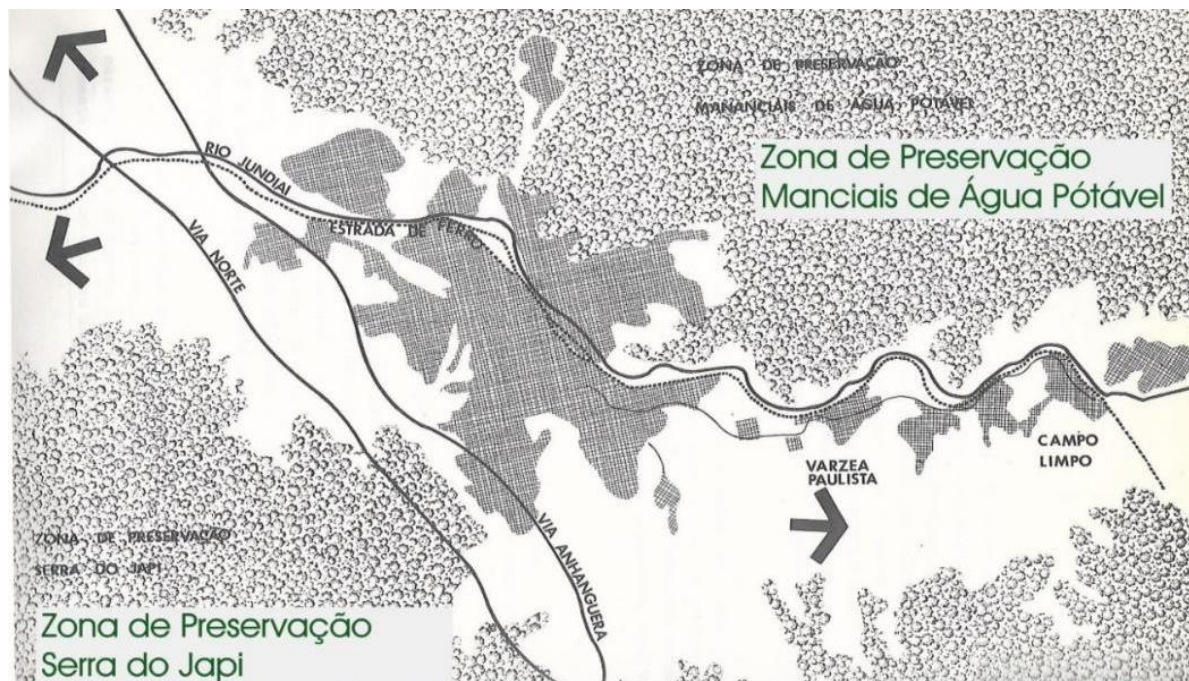 ZONA DE PRESERVAÇÃO
MANANCIAIS DE ÁGUA POTÁVEL
Zona de Preservação
Manciais de Água Pótável
RIO JUNDIAI
ESTRADA DE FERRO
VIA NORTE
VARZEA
PAULISTA
CAMPO
LIMPO
VIA ANHANGUERA
ZONA DE PRESERVAÇÃO
SERRA DO JAPI
Zona de Preservação
Serra do Japi